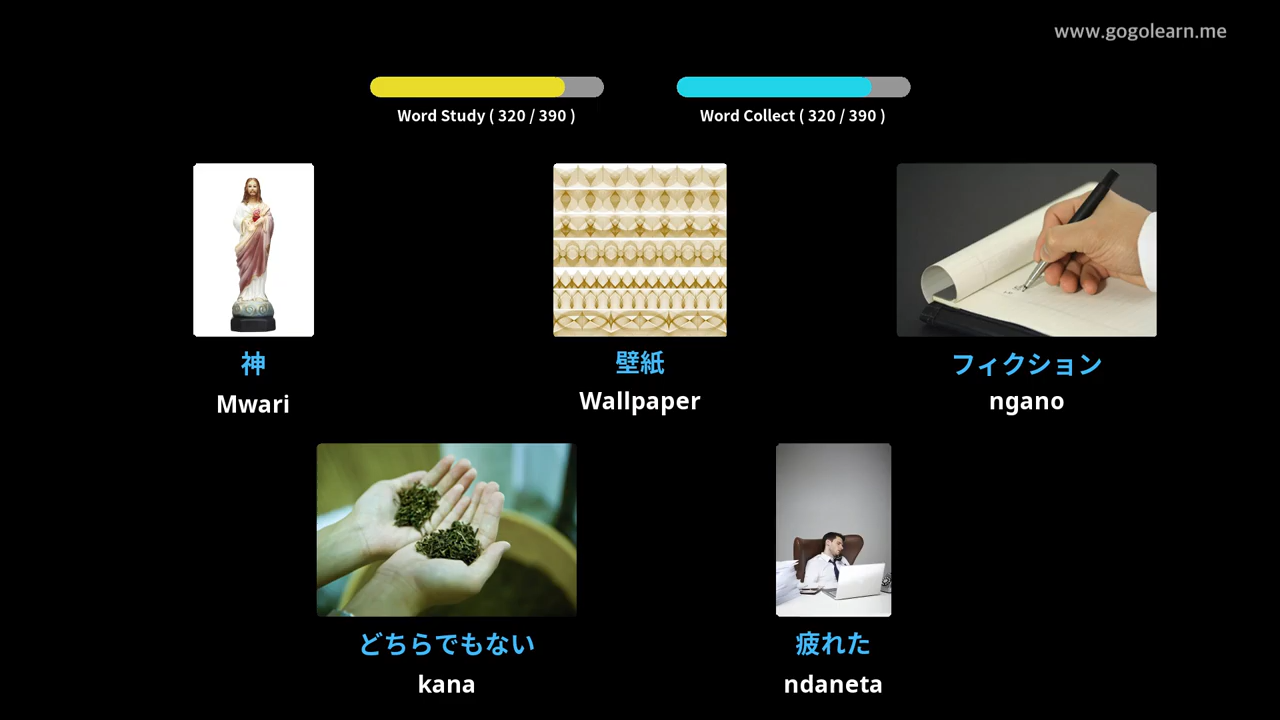 www.gogolearn.me
Word Study ( 320 / 390 )
Word Collect ( 320 / 390 )
神
Mwari
壁紙
Wallpaper
フィクション
ngano
どちらでもない
kana
疲れた
ndaneta